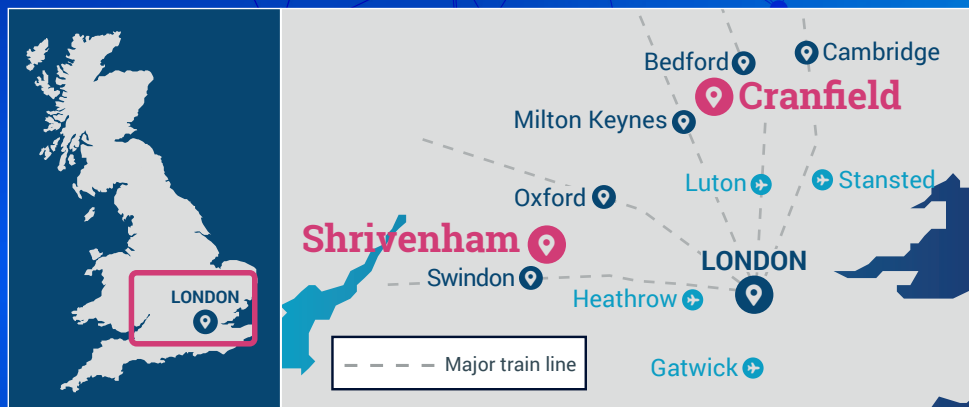 LONDON
Bedford
Cambridge
Cranfield
Milton Keynes
Luton
Stansted
Oxford
Shrivenham
LONDON
Swindon
Heathrow
Major train line
Gatwick